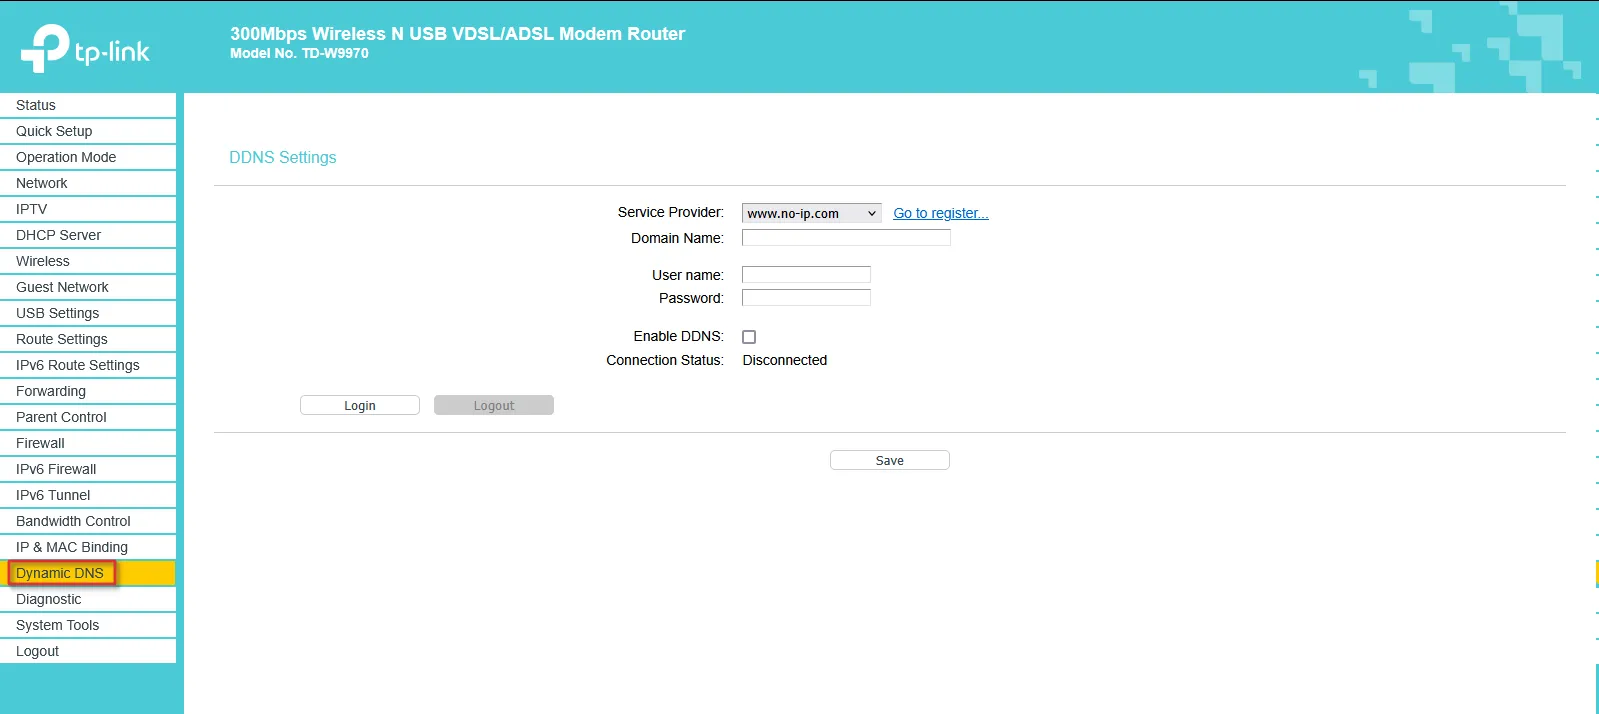 tp-link
300Mbps Wireless N USB VDSL/ADSL Modem Router
Model No. TD-W9970
Status
Quick Setup
Operation Mode
Network
IPTV
DHCP Server
Wireless
Guest Network
USB Settings
Route Settings
IPv6 Route Settings
Forwarding
Parent Control
Firewall
IPv6 Firewall
IPv6 Tunnel
Bandwidth Control
IP & MAC Binding
Dynamic DNS
Diagnostic
System Tools
Logout
DDNS Settings
Service Provider: www.no-ip.com Go to register...
Domain Name:
User name:
Password:
Enable DDNS:
Connection Status: Disconnected
Login Logout
Save